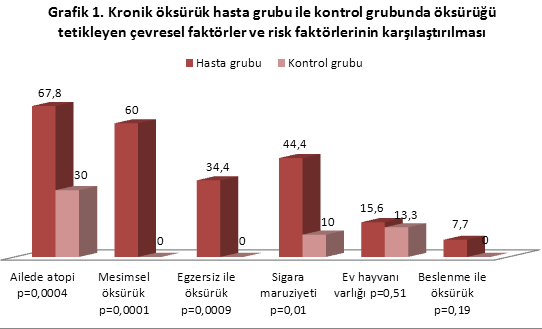 Grafik 1. Kronik öksürük hasta grubu ile kontrol grubunda öksürüğü
tetikleyen çevresel faktörler ve risk faktörlerinin karşılaştırılması
Hasta grubu Kontrol grubu
67,8
30
60
0
34,4
0
44,4
10
15,6
13,3
7,7
0
Ailede atopi
p=0,0004
Mesimsel
öksürük
p=0,0001
Egzersiz ile
öksürük
p=0,0009
Sigara
maruziyeti
p=0,01
Ev hayvanı
varlığı p=0,51
Beslenme ile
öksürük
p=0,19